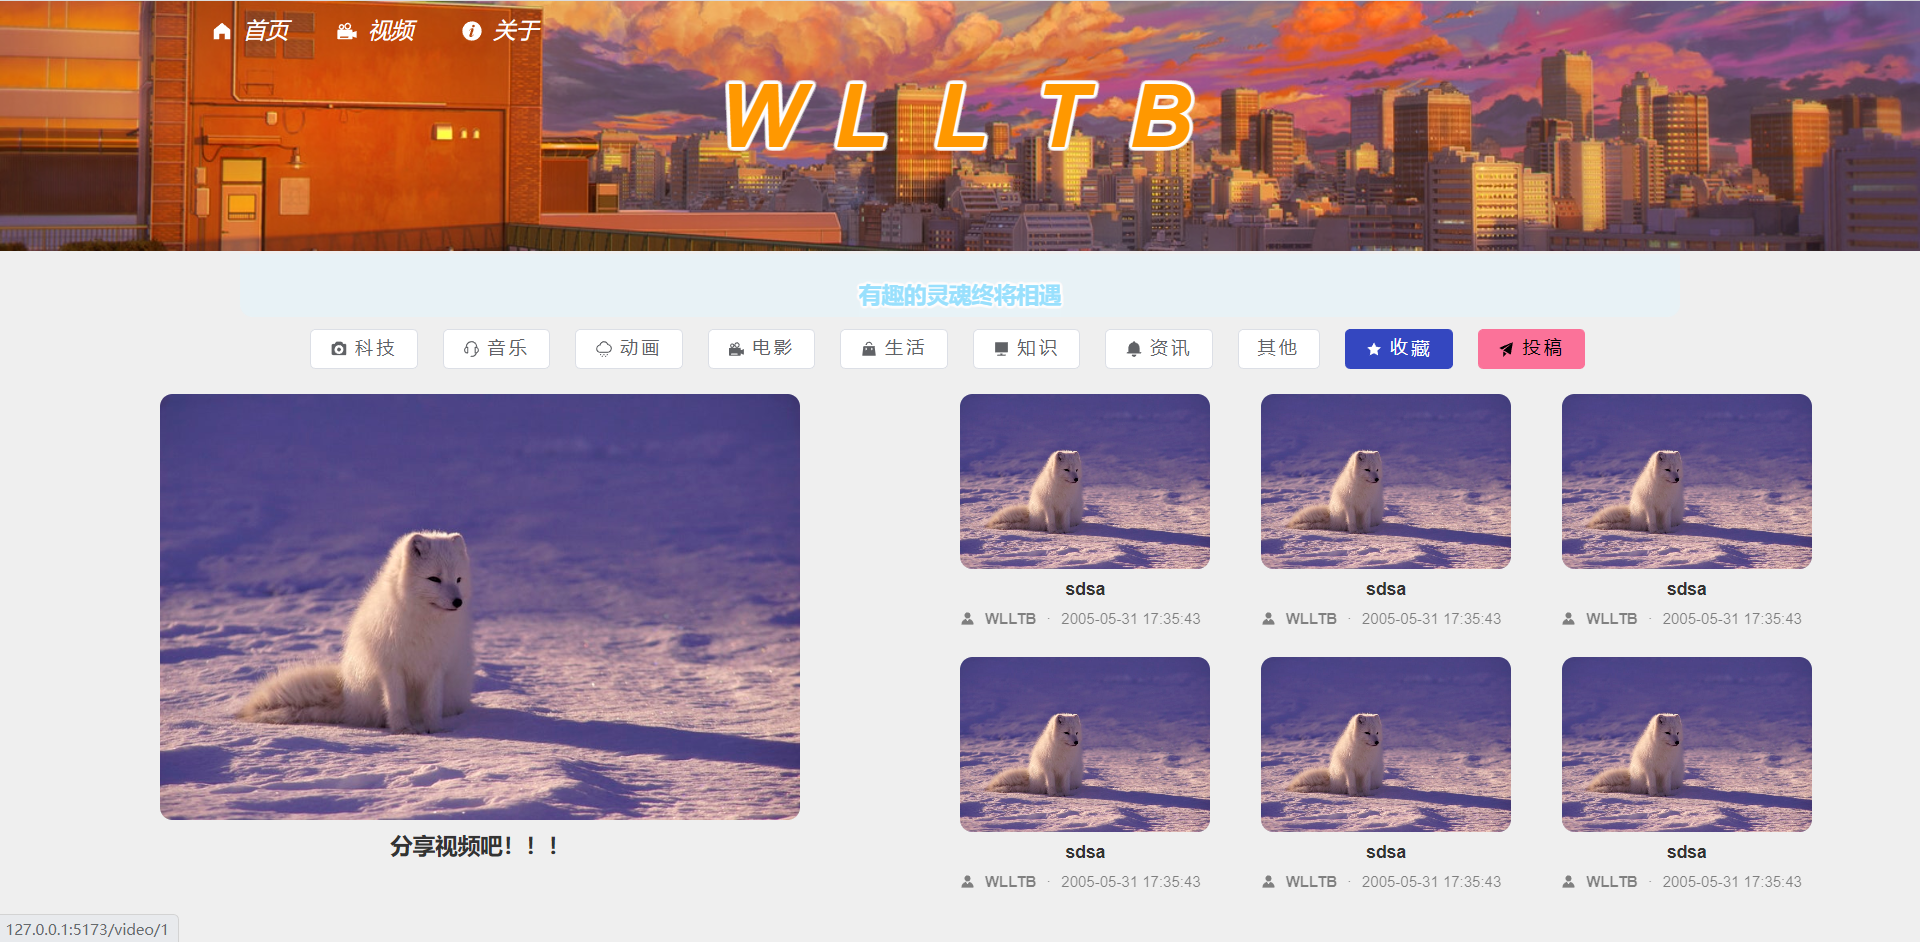 首页 视频 关于
W L L T B
有趣的灵魂终将相遇
科技 音乐 动画 电影 生活 知识 资讯 其他 收藏 投稿
分享视频吧！！！
sdsa sdsa sdsa
WLLTB · 2005-05-31 17:35:43 WLLTB · 2005-05-31 17:35:43 WLLTB · 2005-05-31 17:35:43
sdsa sdsa sdsa
WLLTB · 2005-05-31 17:35:43 WLLTB · 2005-05-31 17:35:43 WLLTB · 2005-05-31 17:35:43
127.0.0.1:5173/video/1